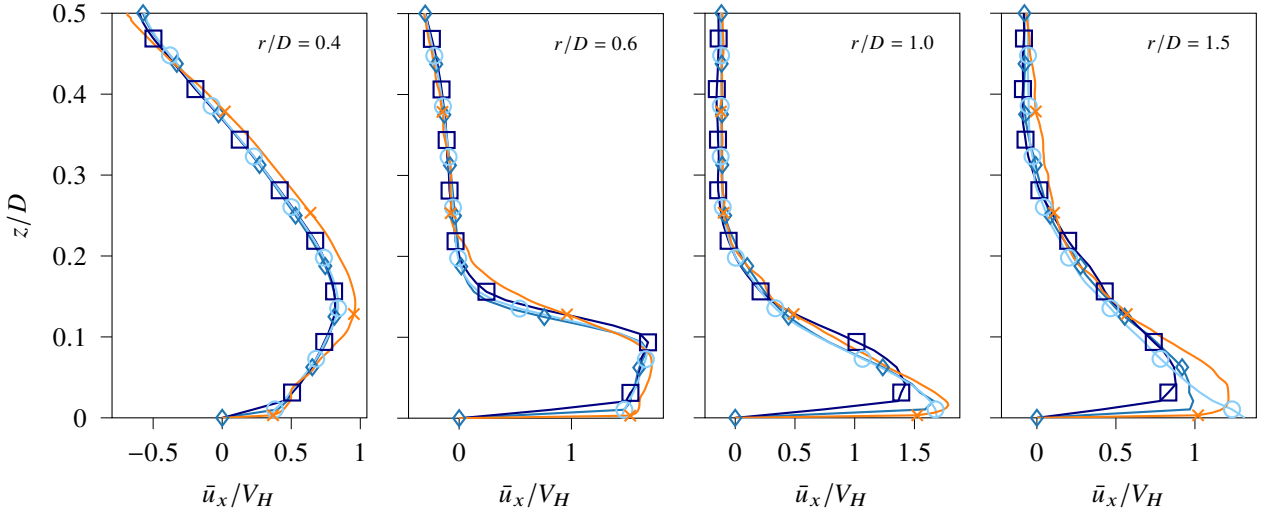 r/D = 0.4
r/D = 0.6
r/D = 1.0
r/D = 1.5
0.5
0.4
0.3
0.2
0.1
0
z/D
−0.5 0 0.5 1
0 1
0 0.5 1 1.5
0 1
ū_x/V_H
ū_x/V_H
ū_x/V_H
ū_x/V_H